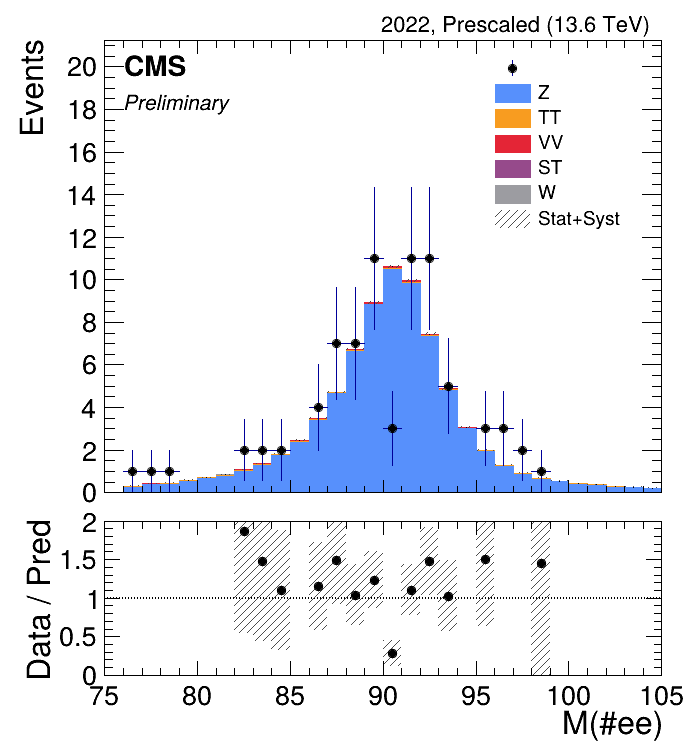 2022, Prescaled (13.6 TeV)
CMS
Preliminary
Events
20
18
16
14
12
10
8
6
4
2
0
Z
TT
VV
ST
W
Stat+Syst
Data / Pred
2
1.5
1
0.5
0
75 80 85 90 95 100 105
M(#ee)